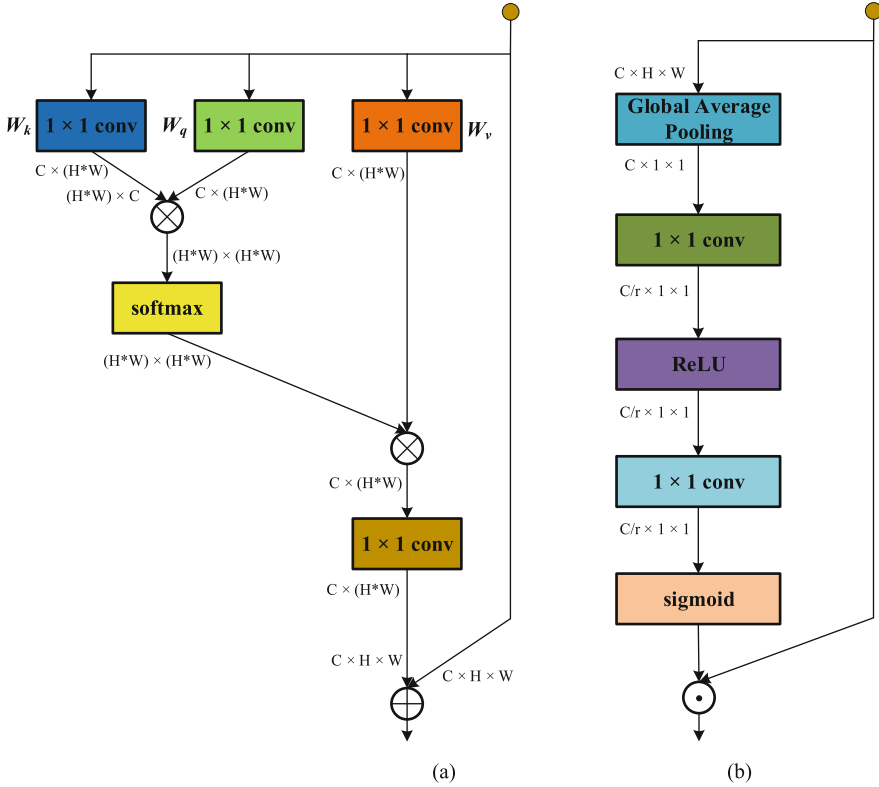 W_k
1 × 1 conv
W_q
1 × 1 conv
1 × 1 conv
W_v
C × (H*W)
(H*W) × C
C × (H*W)
C × (H*W)
(H*W) × (H*W)
softmax
(H*W) × (H*W)
C × (H*W)
1 × 1 conv
C × (H*W)
C × H × W
C × H × W
(a)
C × H × W
Global Average
Pooling
C × 1 × 1
1 × 1 conv
C/r × 1 × 1
ReLU
C/r × 1 × 1
1 × 1 conv
C/r × 1 × 1
sigmoid
(b)